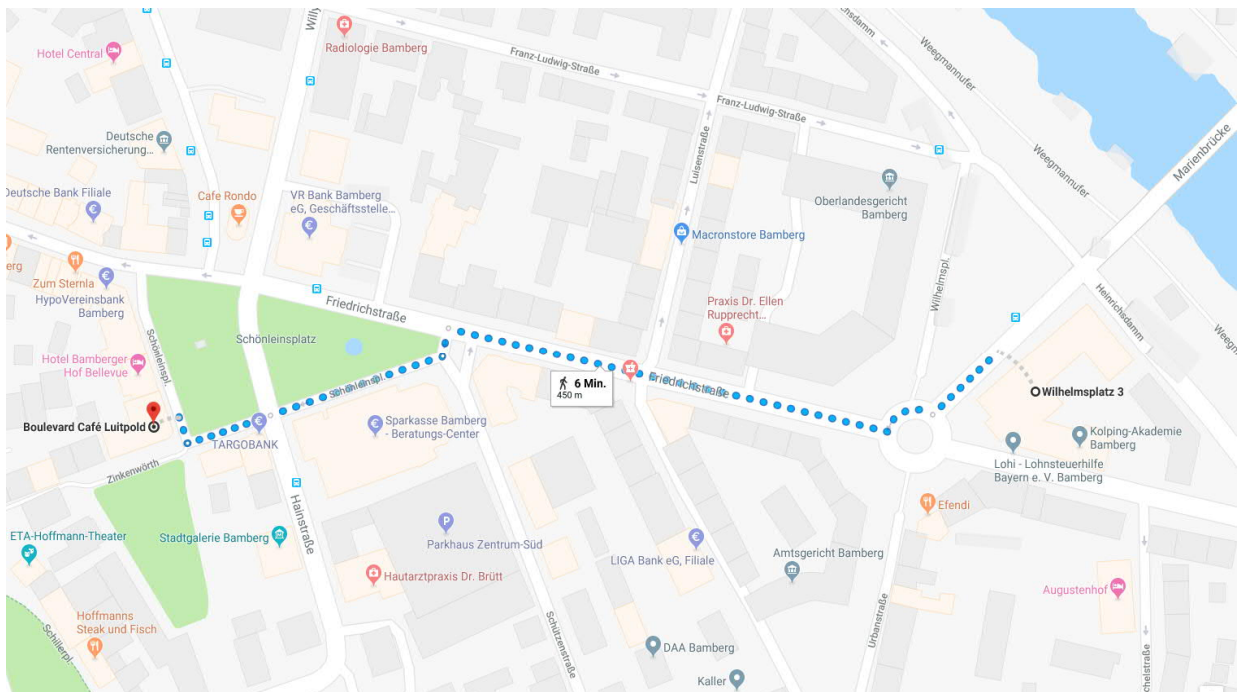 Hotel Central
Willy
Radiologie Bamberg
Franz-Ludwig-Straße
Franz-Ludwig-Straße
Weegmannufer
Weegmannufer
Marienbrücke
Deutsche
Rentenversicherung...
Luisenstraße
Deutsche Bank Filiale
Cafe Rondo
VR Bank Bamberg
eG, Geschäftsstelle...
Oberlandesgericht
Bamberg
Macronstore Bamberg
Wilhelmspl.
Zum Sternla
HypoVereinsbank
Bamberg
Friedrichstraße
Praxis Dr. Ellen
Rupprecht...
Heinrichsdamm
Schönleinsplatz
Schönleinspl.
Hotel Bamberger
Hof Bellevue
6 Min.
450 m
Friedrichstraße
Schönleinspl.
Wilhelmsplatz 3
Boulevard Café Luitpold
TARGOBANK
Sparkasse Bamberg
- Beratungs-Center
Kolping-Akademie
Bamberg
Lohi - Lohnsteuerhilfe
Bayern e. V. Bamberg
Zinkenwörth
Hainstraße
Efendi
ETA-Hoffmann-Theater
Stadtgalerie Bamberg
P
Parkhaus Zentrum-Süd
LIGA Bank eG, Filiale
Amtsgericht Bamberg
Hautarztpraxis Dr. Brütt
Augustenhof
Hoffmanns
Steak und Fisch
Schillerpl.
Schützenstraße
Urbanstraße
DAA Bamberg
Kaller